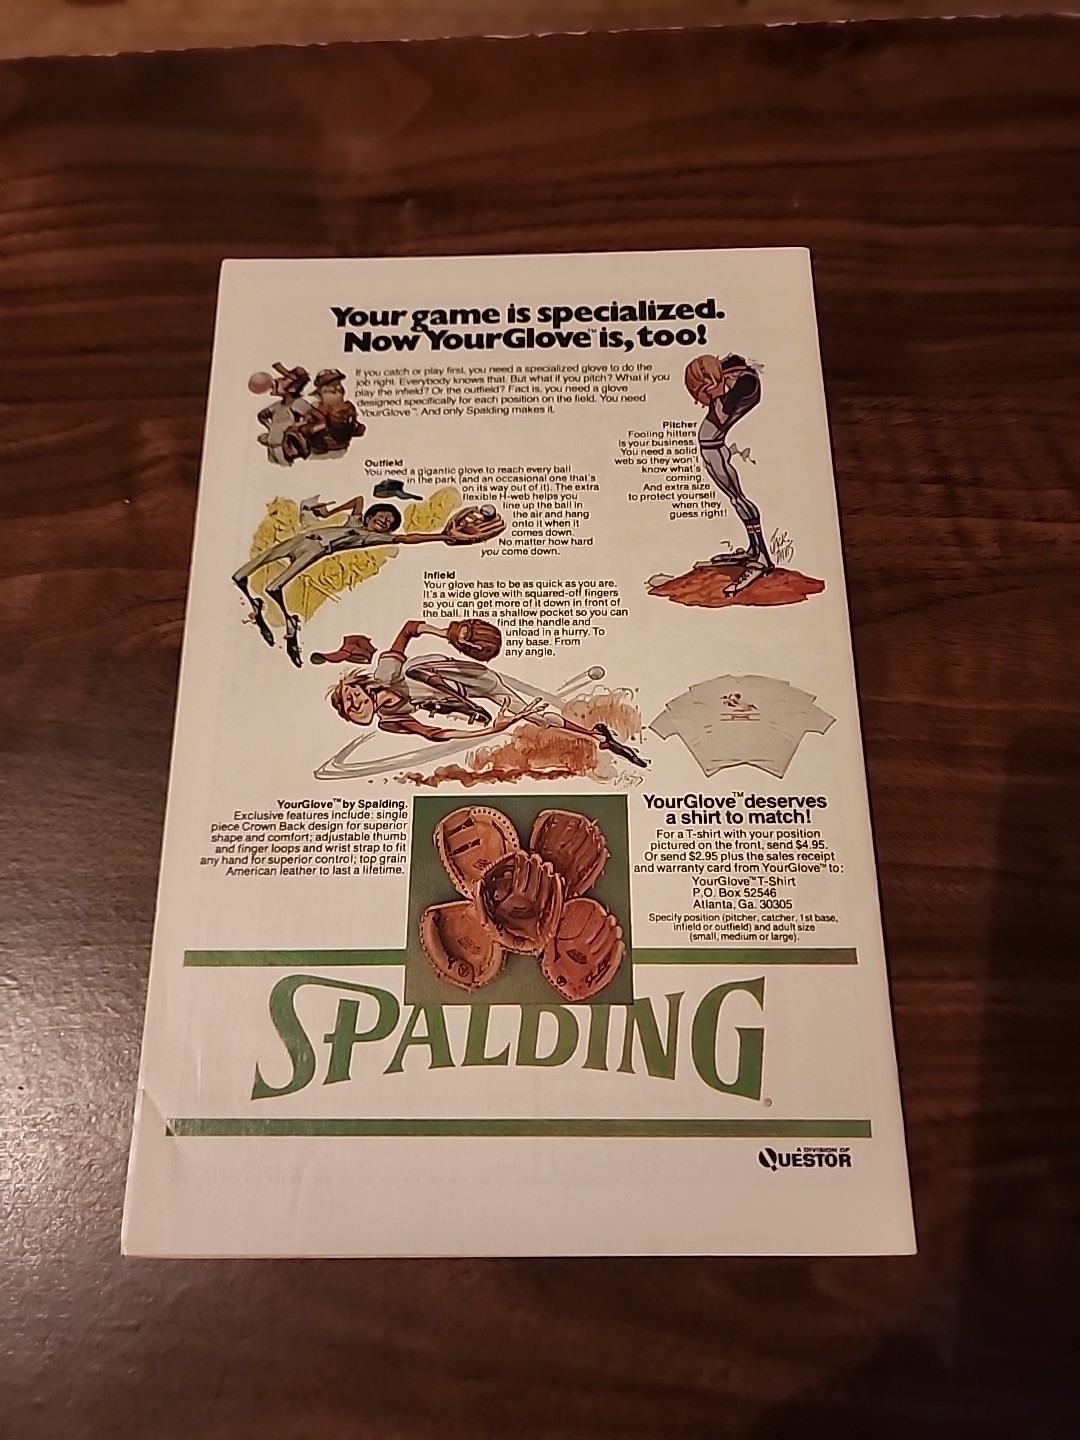 Your game is specialized.
Now YourGlove™ is, too!
If you catch or play first, you need a specialized glove to do the
job right. Everybody knows that. But what if you pitch? What if you
play the infield? Or the outfield? Fact is, you need a glove
designed specifically for each position on the field. You need
YourGlove™. And only Spalding makes it.
Pitcher
Fooling hitters
is your business.
You need a solid
web so they won't
know what's
coming.
And extra size
to protect yourself
when they
guess right!
Outfield
You need a gigantic glove to reach every ball
in the park (and an occasional one that's
on its way out of it). The extra
flexible H-web helps you
line up the ball in
the air and hang
onto it when it
comes down.
No matter how hard
you come down.
Jack
Davis
Infield
Your glove has to be as quick as you are.
It's a wide glove with squared-off fingers
so you can get more of it down in front of
the ball. It has a shallow pocket so you can
find the handle and
unload in a hurry. To
any base. From
any angle.
YourGlove™ by Spalding.
Exclusive features include: single
piece Crown Back design for superior
shape and comfort; adjustable thumb
and finger loops and wrist strap to fit
any hand for superior control; top grain
American leather to last a lifetime.
YourGlove™ deserves
a shirt to match!
For a T-shirt with your position
pictured on the front, send $4.95.
Or send $2.95 plus the sales receipt
and warranty card from YourGlove™ to:
YourGlove™ T-Shirt
P.O. Box 52546
Atlanta, Ga. 30305
Specify position (pitcher, catcher, 1st base,
infield or outfield) and adult size
(small, medium or large).
SPALDING®
A DIVISION OF
QUESTOR